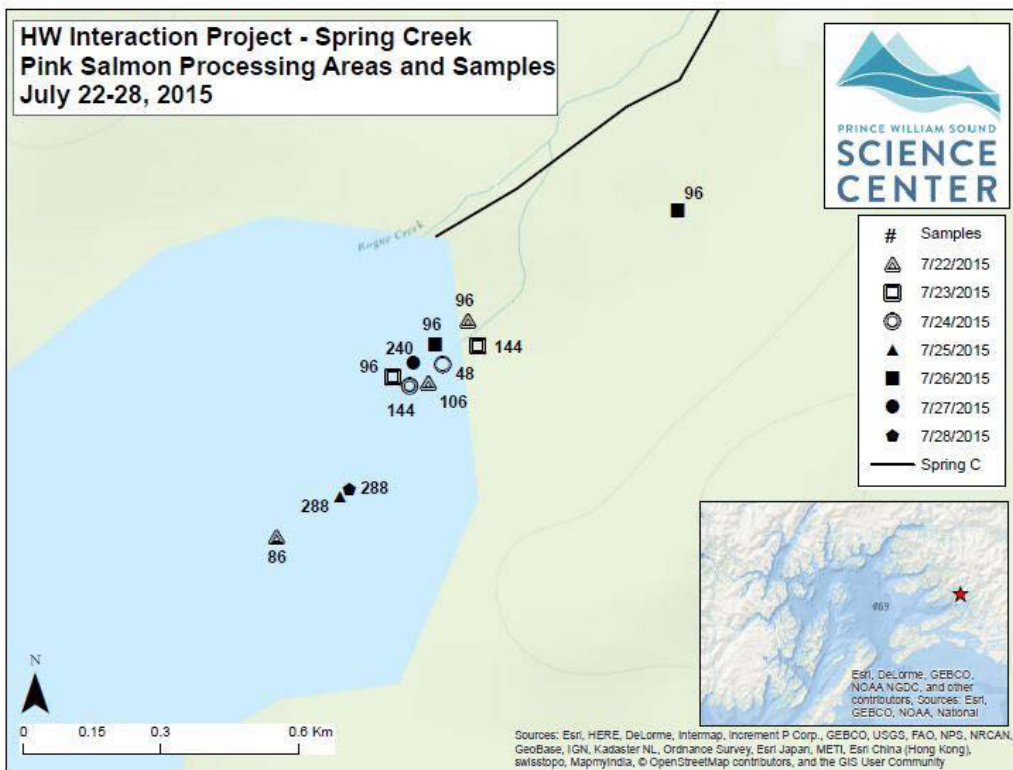 HW Interaction Project - Spring Creek
Pink Salmon Processing Areas and Samples
July 22-28, 2015
PRINCE WILLIAM SOUND
SCIENCE
CENTER
# Samples
7/22/2015
7/23/2015
7/24/2015
7/25/2015
7/26/2015
7/27/2015
7/28/2015
Spring C
96
Rogue Creek
96
96
144
240
48
96
106
144
288
288
86
469
Esri, DeLorme, GEBCO,
NOAA NGDC, and other
contributors, Sources: Esri,
GEBCO, NOAA, National
N
0 0.15 0.3 0.6 Km
Sources: Esri, HERE, DeLorme, Intermap, increment P Corp., GEBCO, USGS, FAO, NPS, NRCAN,
GeoBase, IGN, Kadaster NL, Ordnance Survey, Esri Japan, METI, Esri China (Hong Kong),
swisstopo, MapmyIndia, © OpenStreetMap contributors, and the GIS User Community